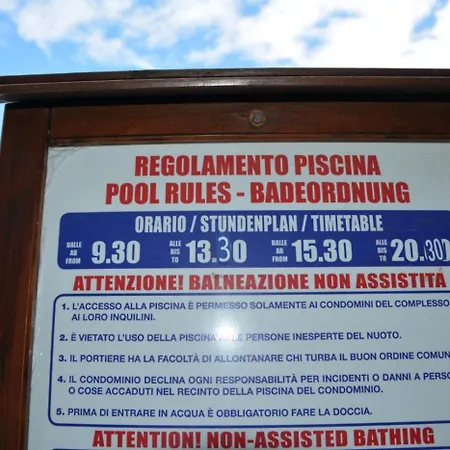 REGOLAMENTO PISCINA
POOL RULES - BADEORDNUNG
ORARIO / STUNDENPLAN / TIMETABLE
DALLE AB FROM 9.30 ALLE BIS TO 13.30 DALLE AB FROM 15.30 ALLE BIS TO 20.(30)
ATTENZIONE! BALNEAZIONE NON ASSISTITA
1. L'ACCESSO ALLA PISCINA È PERMESSO SOLAMENTE AI CONDOMINI DEL COMPLESSO
AI LORO INQUILINI.
2. È VIETATO L'USO DELLA PISCINA LE PERSONE INESPERTE DEL NUOTO.
3. IL PORTIERE HA LA FACOLTÀ DI ALLONTANARE CHI TURBA IL BUON ORDINE COMUN
4. IL CONDOMINIO DECLINA OGNI RESPONSABILITÀ PER INCIDENTI O DANNI A PERSO
O COSE ACCADUTI NEL RECINTO DELLA PISCINA DEL CONDOMINIO.
5. PRIMA DI ENTRARE IN ACQUA È OBBLIGATORIO FARE LA DOCCIA.
ATTENTION! NON-ASSISTED BATHING